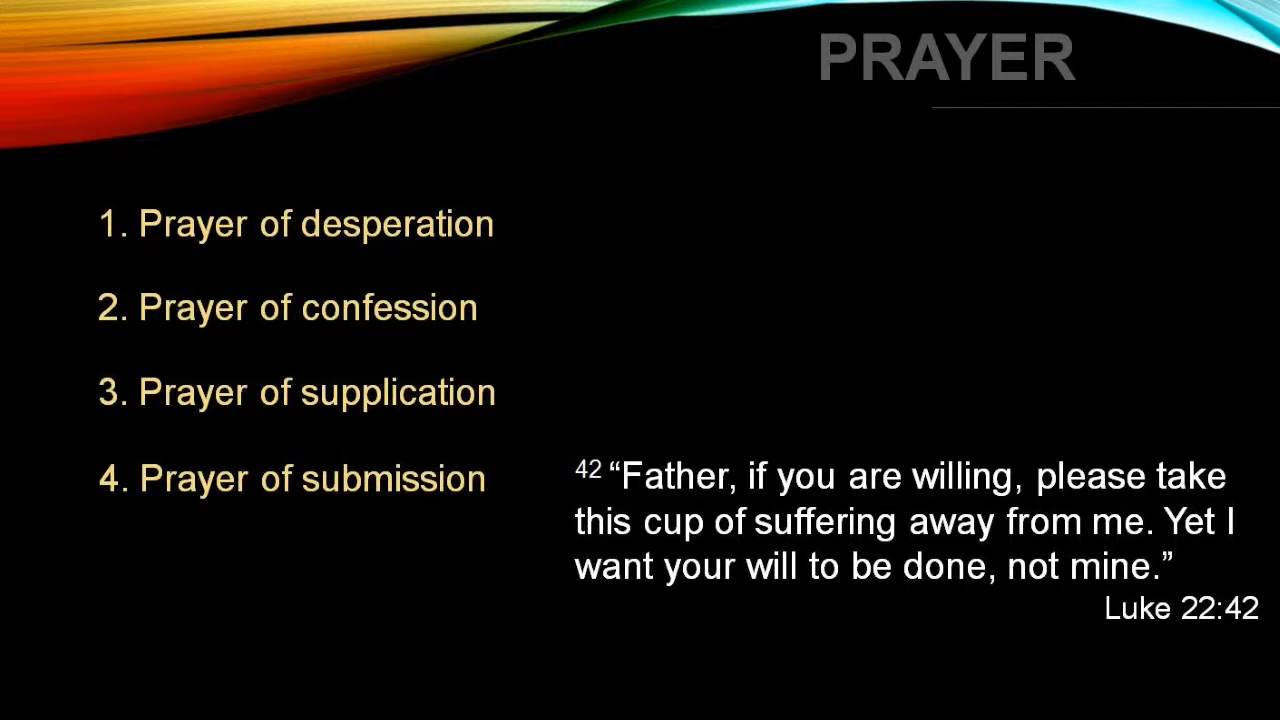 PRAYER
1. Prayer of desperation
2. Prayer of confession
3. Prayer of supplication
4. Prayer of submission
42 “Father, if you are willing, please take
this cup of suffering away from me. Yet I
want your will to be done, not mine.”
Luke 22:42